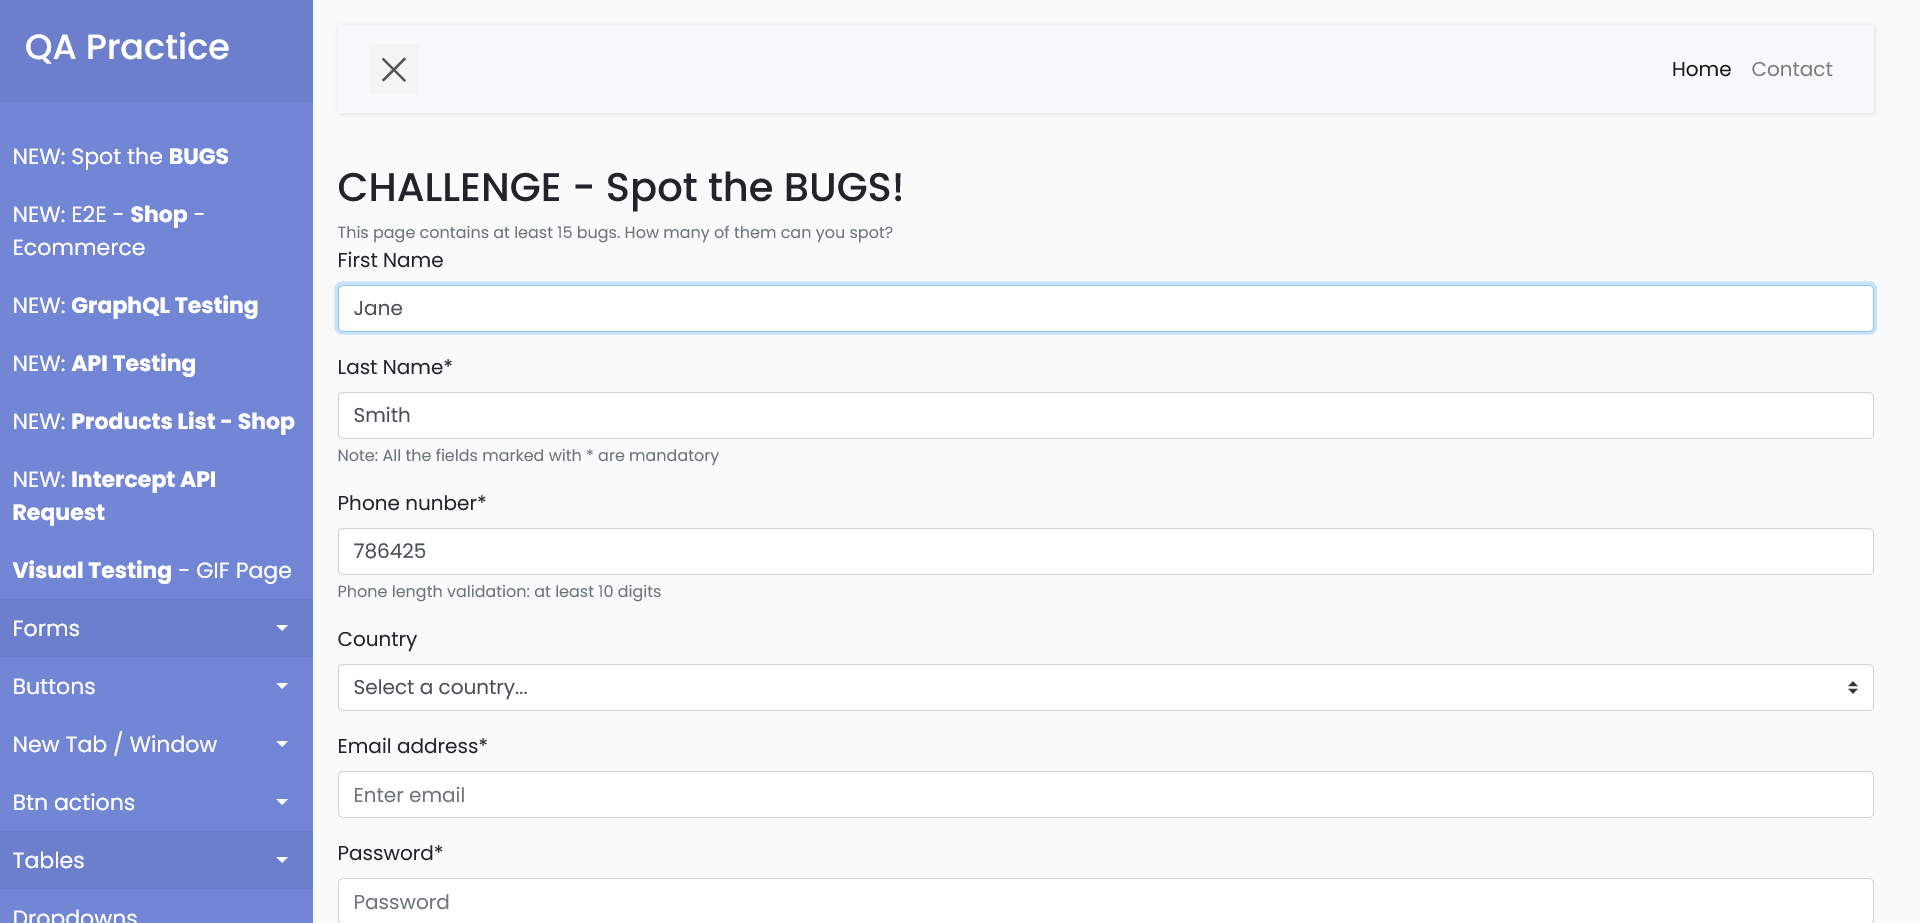 QA Practice
NEW: Spot the BUGS
NEW: E2E - Shop -
Ecommerce
NEW: GraphQL Testing
NEW: API Testing
NEW: Products List - Shop
NEW: Intercept API
Request
Visual Testing - GIF Page
Forms
Buttons
New Tab / Window
Btn actions
Tables
Dropdowns
Home Contact
CHALLENGE - Spot the BUGS!
This page contains at least 15 bugs. How many of them can you spot?
First Name
Jane
Last Name*
Smith
Note: All the fields marked with * are mandatory
Phone nunber*
786425
Phone length validation: at least 10 digits
Country
Select a country...
Email address*
Enter email
Password*
Password